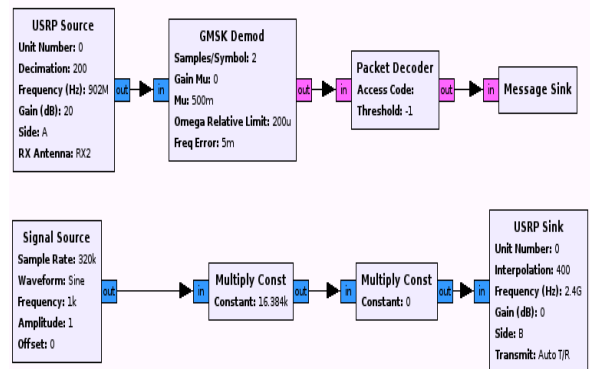 USRP Source
Unit Number: 0
Decimation: 200
Frequency (Hz): 902M
Gain (dB): 20
Side: A
RX Antenna: RX2
out
in
GMSK Demod
Samples/Symbol: 2
Gain Mu: 0
Mu: 500m
Omega Relative Limit: 200u
Freq Error: 5m
out
in
Packet Decoder
Access Code:
Threshold: -1
out
in
Message Sink
Signal Source
Sample Rate: 320k
Waveform: Sine
Frequency: 1k
Amplitude: 1
Offset: 0
out
in
Multiply Const
Constant: 16.384k
out
in
Multiply Const
Constant: 0
out
in
USRP Sink
Unit Number: 0
Interpolation: 400
Frequency (Hz): 2.4G
Gain (dB): 0
Side: B
Transmit: Auto T/R